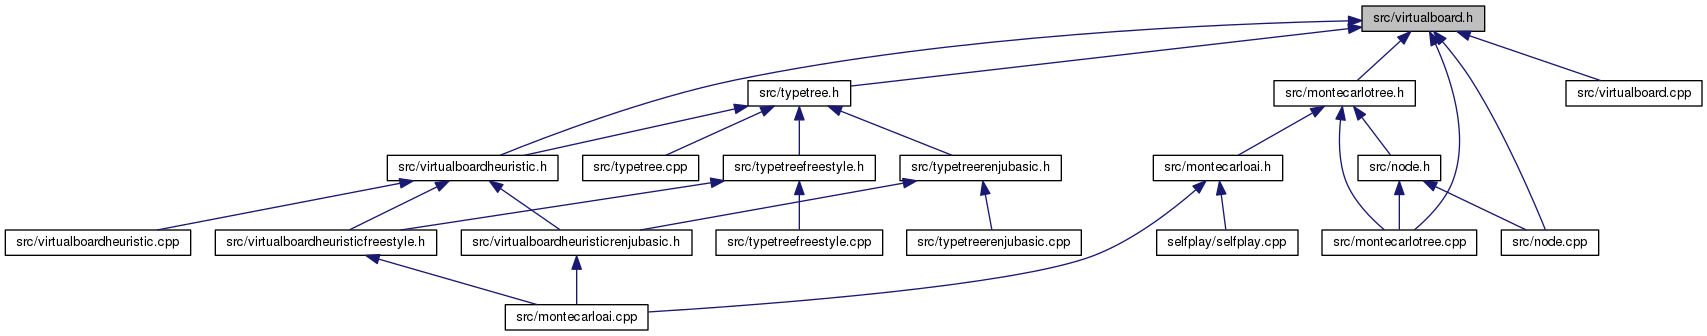 src/virtualboard.h
src/typetree.h
src/montecarlotree.h
src/virtualboard.cpp
src/virtualboardheuristic.h
src/typetree.cpp
src/typetreefreestyle.h
src/typetreerenjubasic.h
src/montecarloai.h
src/node.h
src/virtualboardheuristic.cpp
src/virtualboardheuristicfreestyle.h
src/virtualboardheuristicrenjubasic.h
src/typetreefreestyle.cpp
src/typetreerenjubasic.cpp
selfplay/selfplay.cpp
src/montecarlotree.cpp
src/node.cpp
src/montecarloai.cpp